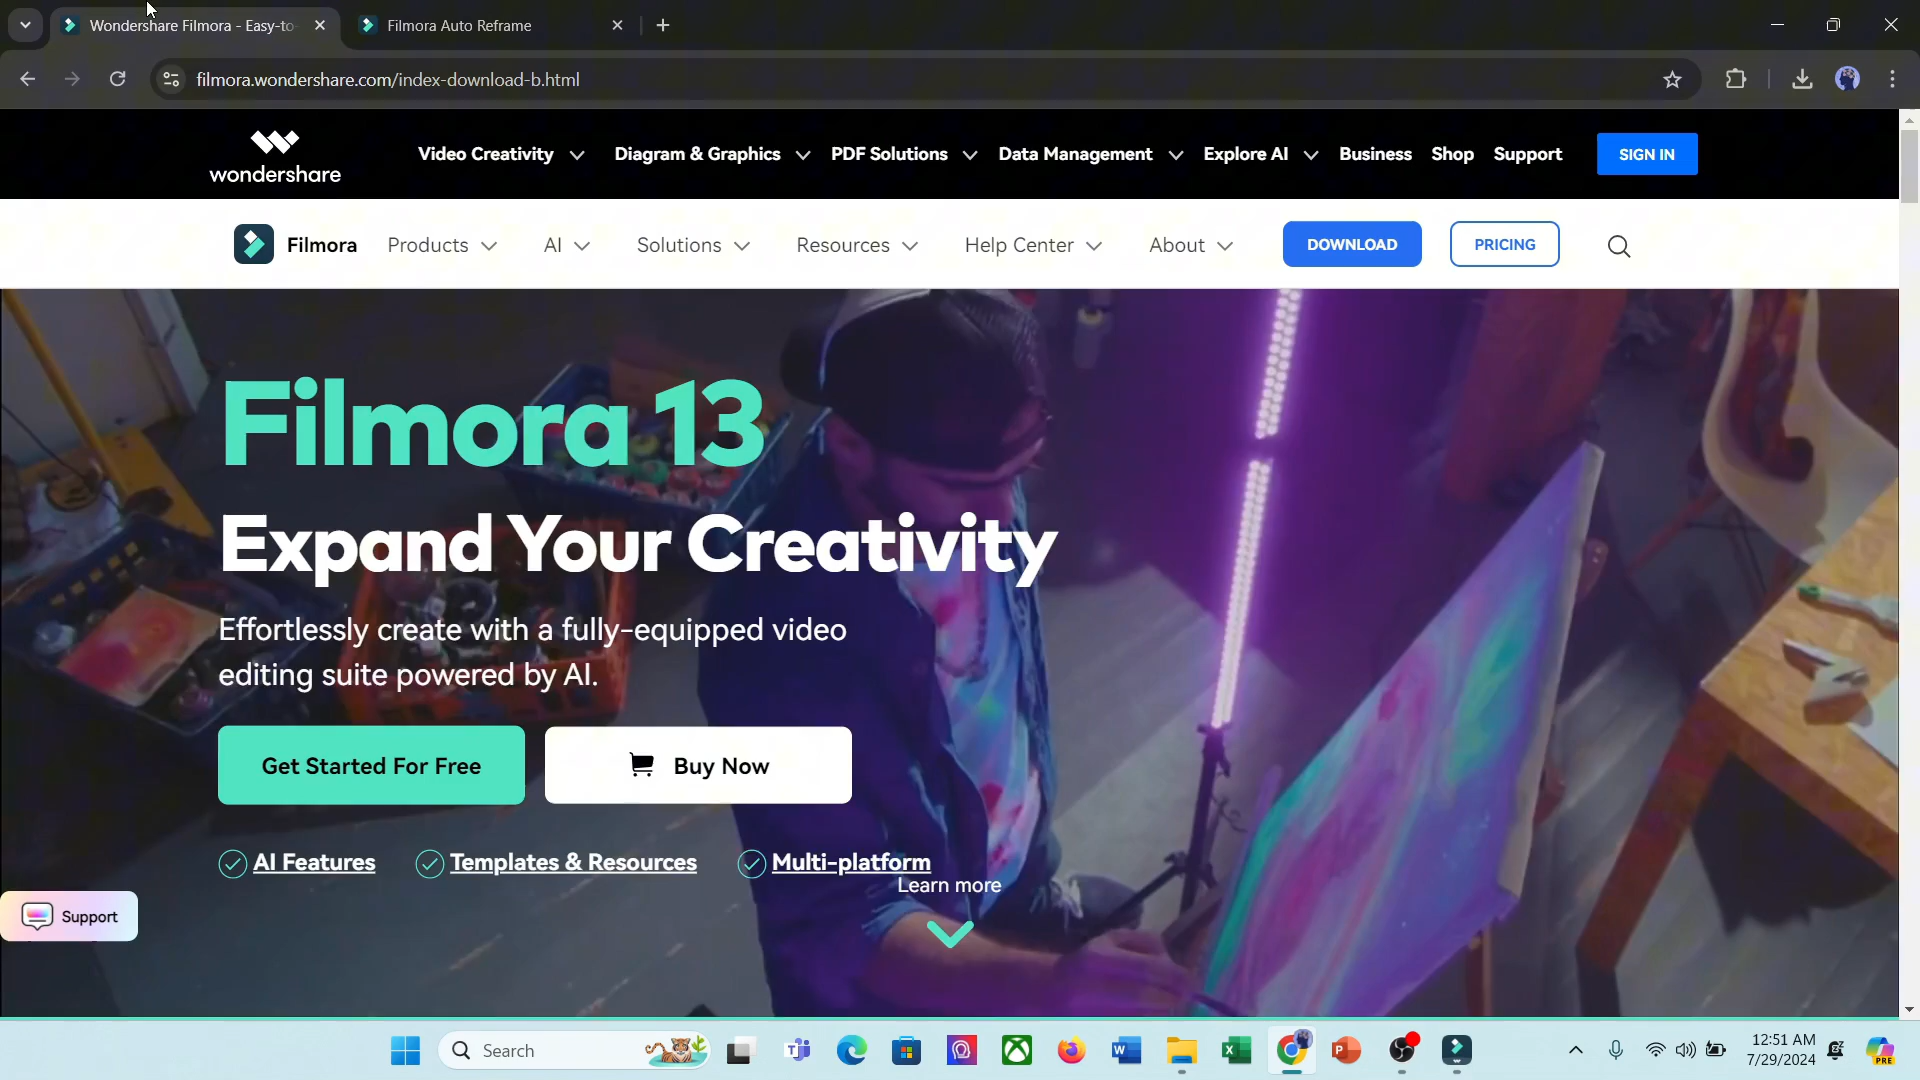 Wondershare Filmora - Easy-to-
Filmora Auto Reframe
filmora.wondershare.com/index-download-b.html
wondershare
Video Creativity
Diagram & Graphics
PDF Solutions
Data Management
Explore AI
Business
Shop
Support
SIGN IN
Filmora
Products
AI
Solutions
Resources
Help Center
About
DOWNLOAD
PRICING
Filmora 13
Expand Your Creativity
Effortlessly create with a fully-equipped video
editing suite powered by AI.
Get Started For Free
Buy Now
AI Features
Templates & Resources
Multi-platform
Learn more
Support
Search
12:51 AM
7/29/2024
PRE